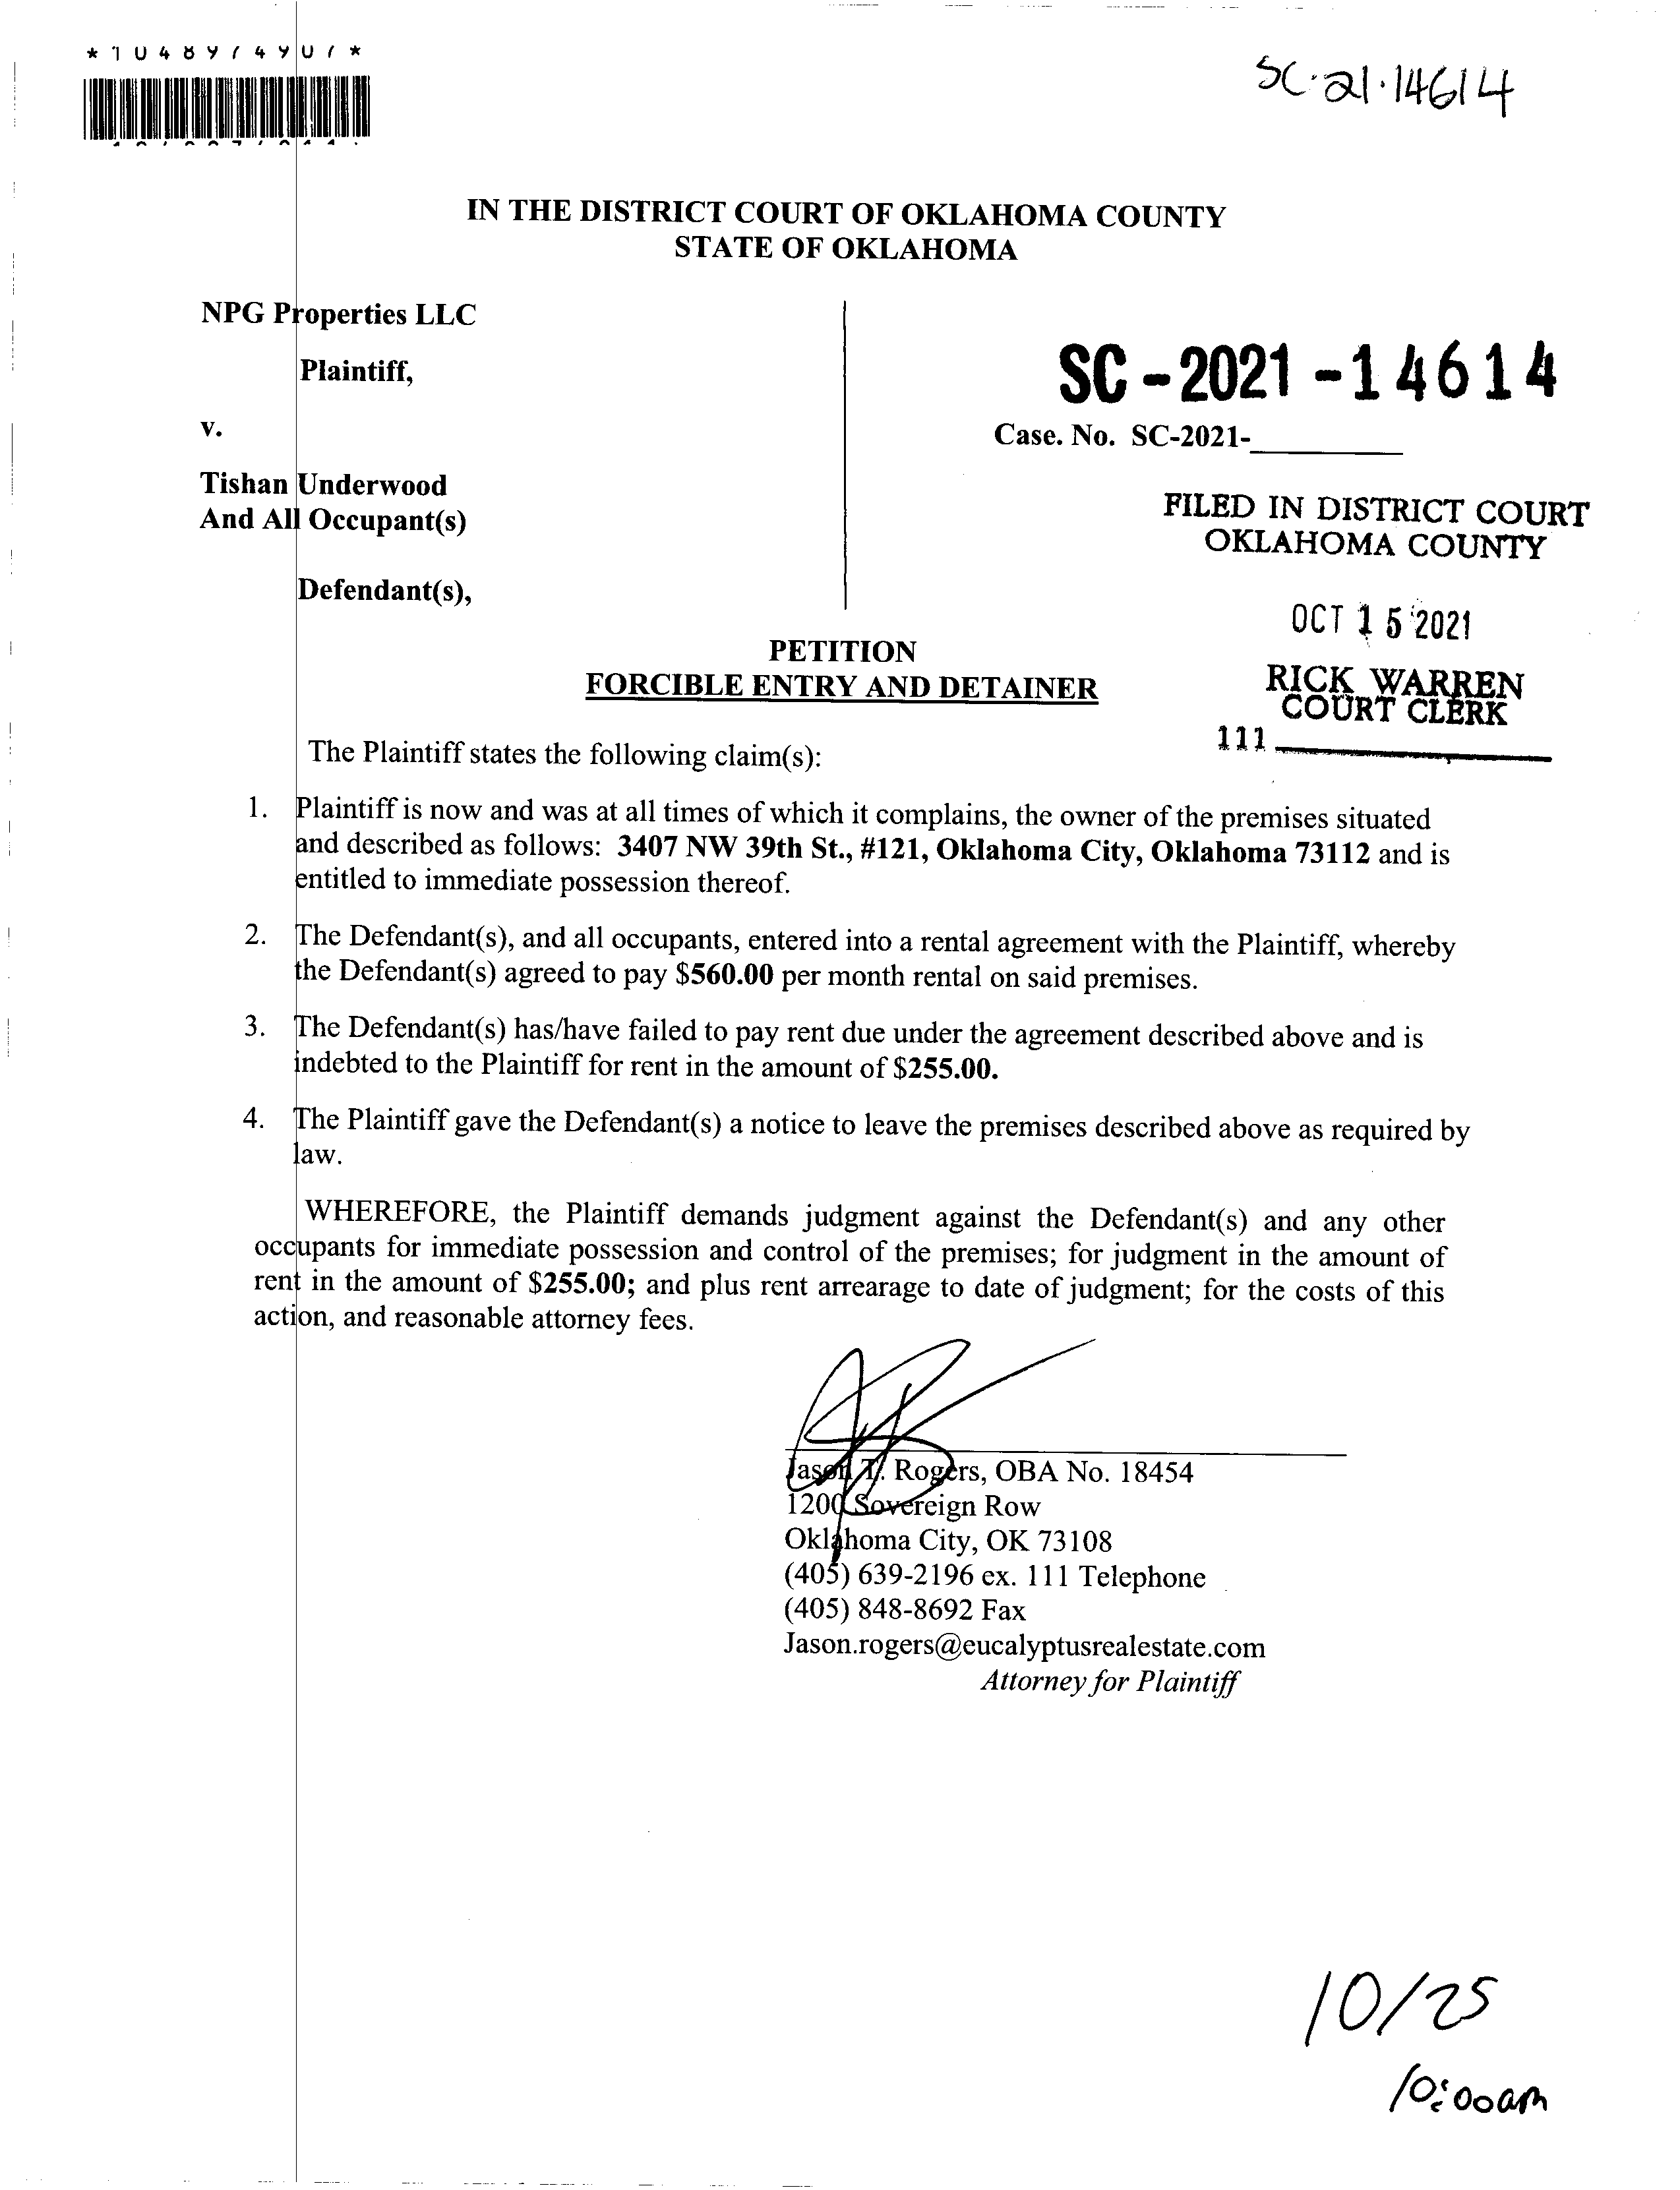 *1048974907*
SC-21-14614
IN THE DISTRICT COURT OF OKLAHOMA COUNTY
STATE OF OKLAHOMA
NPG Properties LLC
Plaintiff,
v.
Tishan Underwood
And All Occupant(s)
Defendant(s),
SC-2021-14614
Case. No. SC-2021-________
FILED IN DISTRICT COURT
OKLAHOMA COUNTY
OCT 15 2021
RICK WARREN
COURT CLERK
111
PETITION
FORCIBLE ENTRY AND DETAINER
The Plaintiff states the following claim(s):
1. Plaintiff is now and was at all times of which it complains, the owner of the premises situated
and described as follows: 3407 NW 39th St., #121, Oklahoma City, Oklahoma 73112 and is
entitled to immediate possession thereof.
2. The Defendant(s), and all occupants, entered into a rental agreement with the Plaintiff, whereby
the Defendant(s) agreed to pay $560.00 per month rental on said premises.
3. The Defendant(s) has/have failed to pay rent due under the agreement described above and is
indebted to the Plaintiff for rent in the amount of $255.00.
4. The Plaintiff gave the Defendant(s) a notice to leave the premises described above as required by
law.
WHEREFORE, the Plaintiff demands judgment against the Defendant(s) and any other
occupants for immediate possession and control of the premises; for judgment in the amount of
rent in the amount of $255.00; and plus rent arrearage to date of judgment; for the costs of this
action, and reasonable attorney fees.
Jason T. Rogers, OBA No. 18454
1200 Sovereign Row
Oklahoma City, OK 73108
(405) 639-2196 ex. 111 Telephone
(405) 848-8692 Fax
Jason.rogers@eucalyptusrealestate.com
Attorney for Plaintiff
10/25
10:00am